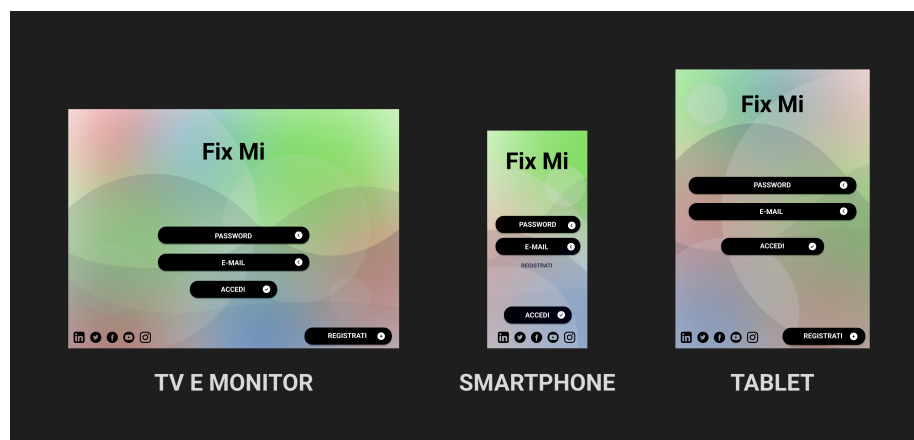 Fix Mi
PASSWORD
E-MAIL
ACCEDI
REGISTRATI
TV E MONITOR
Fix Mi
PASSWORD
E-MAIL
REGISTRATI
ACCEDI
SMARTPHONE
Fix Mi
PASSWORD
E-MAIL
ACCEDI
REGISTRATI
TABLET